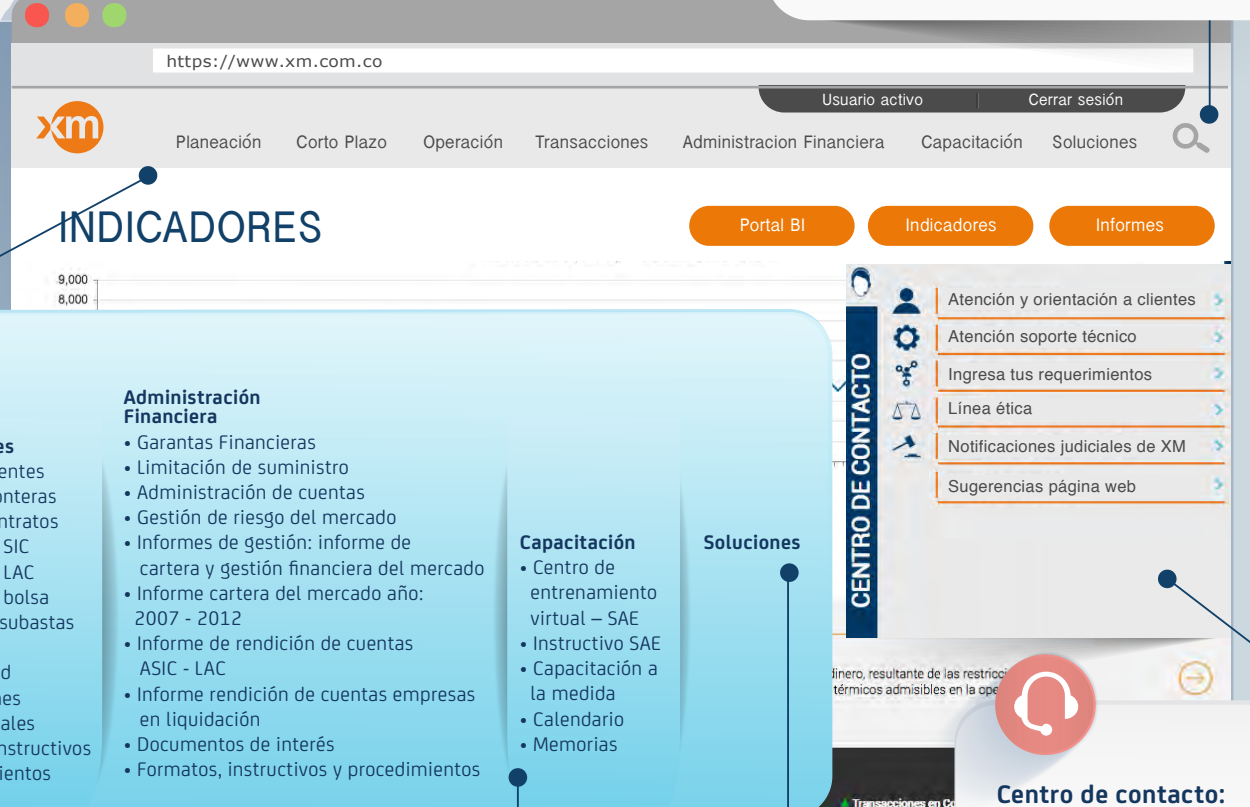 https://www.xm.com.co
Usuario activo
Cerrar sesión
xm
Planeación
Corto Plazo
Operación
Transacciones
Administracion Financiera
Capacitación
Soluciones
INDICADORES
Portal BI
Indicadores
Informes
9,000
8,000
CENTRO DE CONTACTO
Atención y orientación a clientes
Atención soporte técnico
Ingresa tus requerimientos
Línea ética
Notificaciones judiciales de XM
Sugerencias página web
es
entes
onteras
ntratos
SIC
LAC
bolsa
subastas
d
nes
ales
nstructivos
ientos
Administración
Financiera
• Garantas Financieras
• Limitación de suministro
• Administración de cuentas
• Gestión de riesgo del mercado
• Informes de gestión: informe de
cartera y gestión financiera del mercado
• Informe cartera del mercado año:
2007 - 2012
• Informe de rendición de cuentas
ASIC - LAC
• Informe rendición de cuentas empresas
en liquidación
• Documentos de interés
• Formatos, instructivos y procedimientos
Capacitación
• Centro de
entrenamiento
virtual – SAE
• Instructivo SAE
• Capacitación a
la medida
• Calendario
• Memorias
Soluciones
dinero, resultante de las restricci
térmicos admisibles en la ope
Transacciones en Co
Centro de contacto: